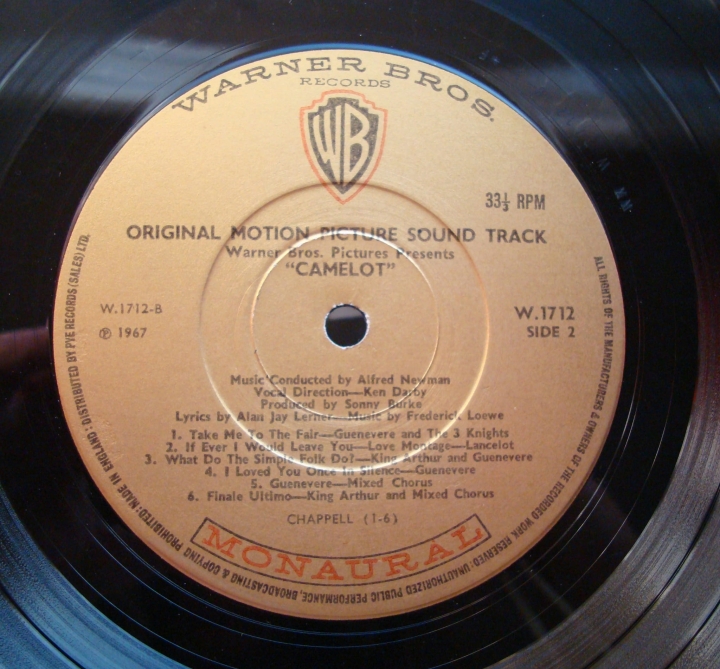 WARNER BROS.
RECORDS
WB
33⅓ RPM
ORIGINAL MOTION PICTURE SOUND TRACK
Warner Bros. Pictures Presents
"CAMELOT"
W.1712-B
℗ 1967
W.1712
SIDE 2
Music Conducted by Alfred Newman
Vocal Direction—Ken Darby
Produced by Sonny Burke
Lyrics by Alan Jay Lerner—Music by Frederick Loewe
1. Take Me To The Fair—Guenevere and The 3 Knights
2. If Ever I Would Leave You—Love Montage—Lancelot
3. What Do The Simple Folk Do?—King Arthur and Guenevere
4. I Loved You Once In Silence—Guenevere
5. Guenevere—Mixed Chorus
6. Finale Ultimo—King Arthur and Mixed Chorus
CHAPPELL (1-6)
MONAURAL
ALL RIGHTS OF THE MANUFACTURERS & OWNERS OF THE RECORDED WORK RESERVED: UNAUTHORIZED PUBLIC PERFORMANCE, BROADCASTING & COPYING PROHIBITED: MADE IN ENGLAND: DISTRIBUTED BY PYE RECORDS (SALES) LTD.